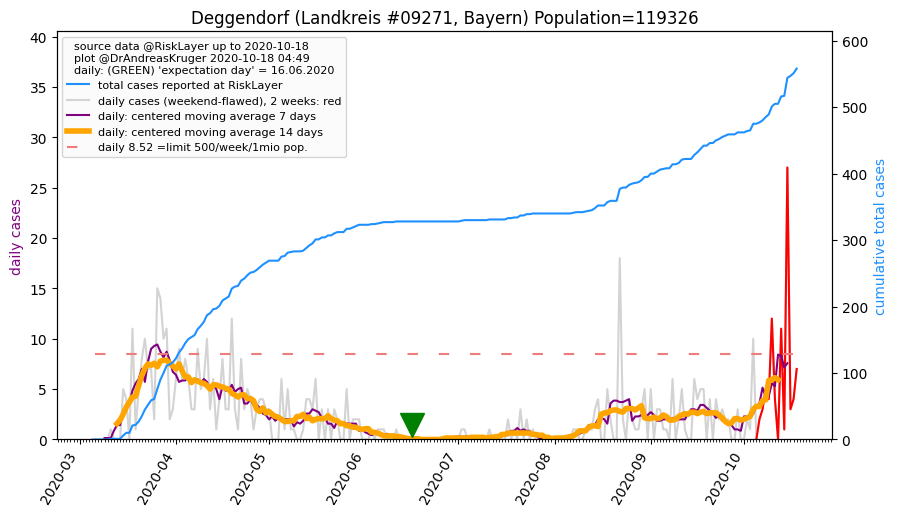 Deggendorf (Landkreis #09271, Bayern) Population=119326
source data @RiskLayer up to 2020-10-18
plot @DrAndreasKruger 2020-10-18 04:49
daily: (GREEN) 'expectation day' = 16.06.2020
total cases reported at RiskLayer
daily cases (weekend-flawed), 2 weeks: red
daily: centered moving average 7 days
daily: centered moving average 14 days
daily 8.52 =limit 500/week/1mio pop.
daily cases
40
35
30
25
20
15
10
5
0
cumulative total cases
600
500
400
300
200
100
0
2020-03
2020-04
2020-05
2020-06
2020-07
2020-08
2020-09
2020-10